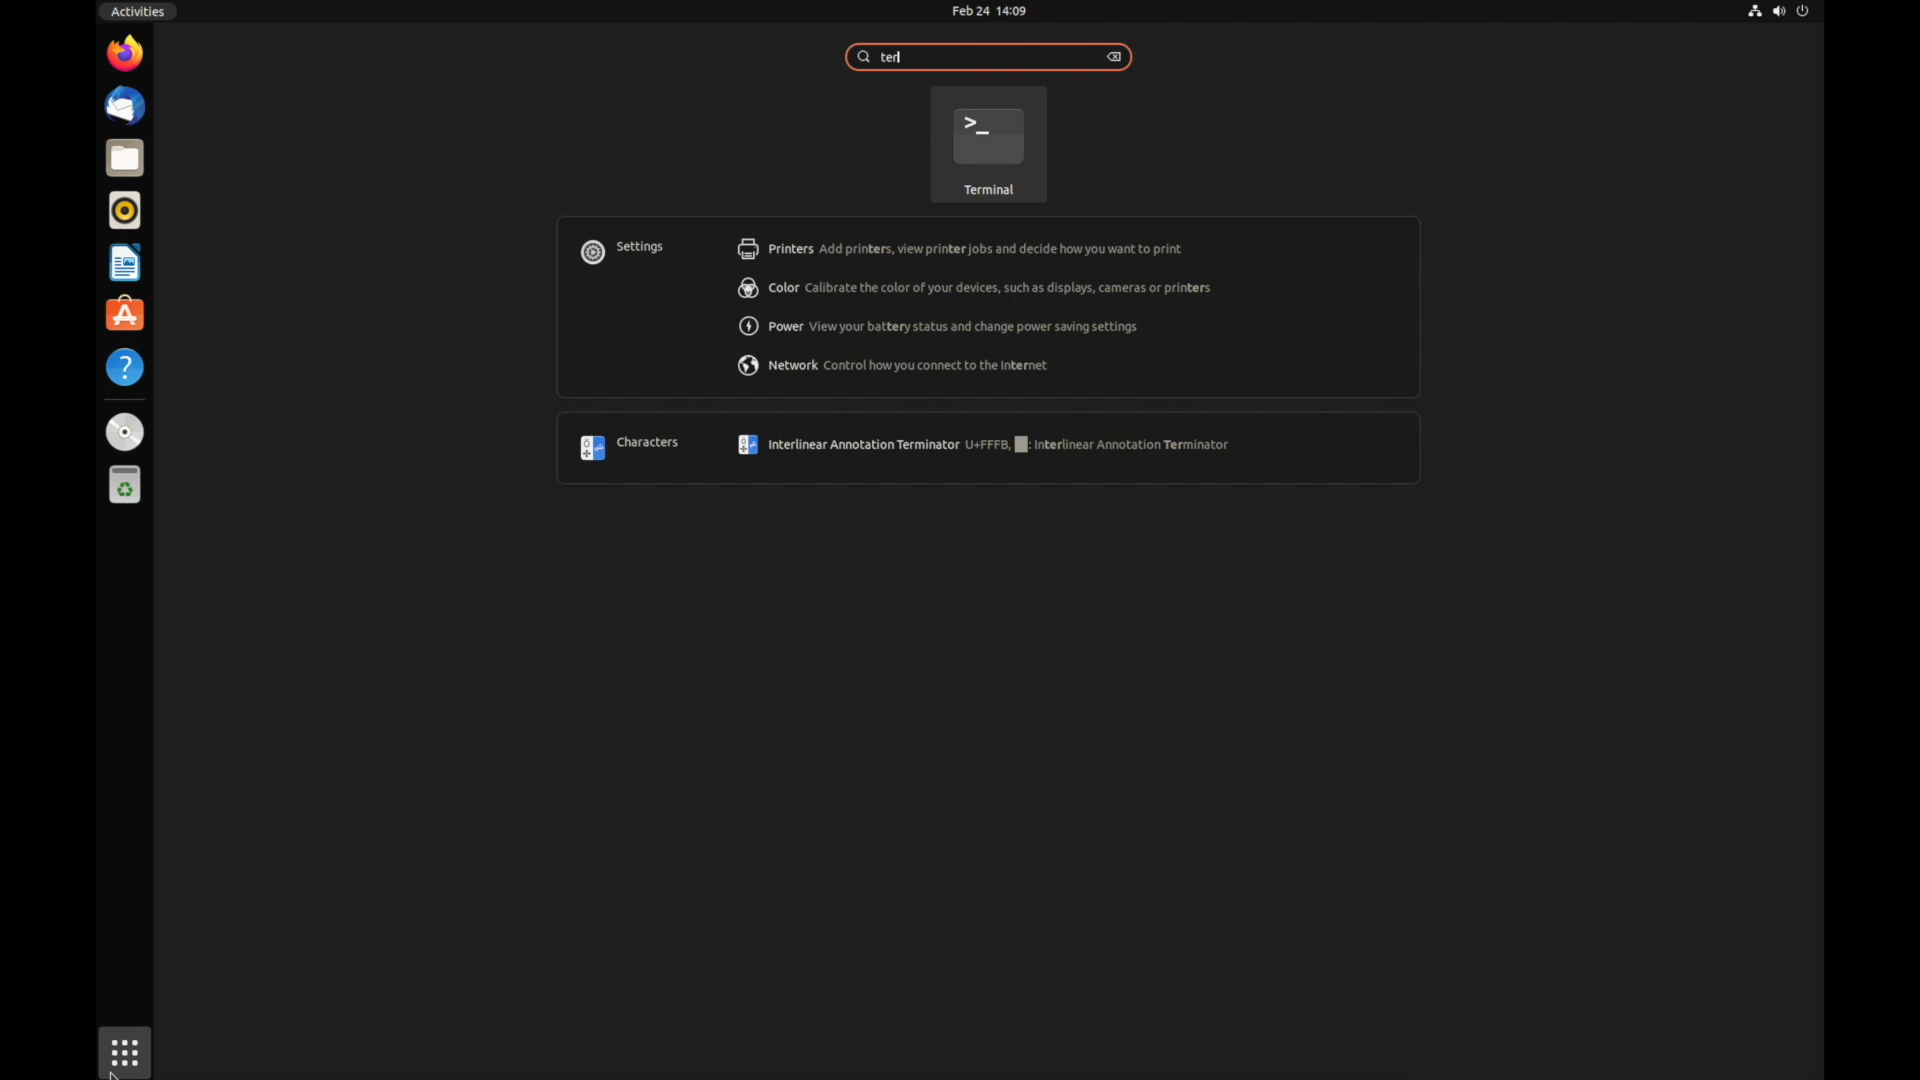 Activities
Feb 24 14:09
ter
>_
Terminal
Settings
Printers Add printers, view printer jobs and decide how you want to print
Color Calibrate the color of your devices, such as displays, cameras or printers
Power View your battery status and change power saving settings
Network Control how you connect to the Internet
Characters
Interlinear Annotation Terminator U+FFFB, : Interlinear Annotation Terminator